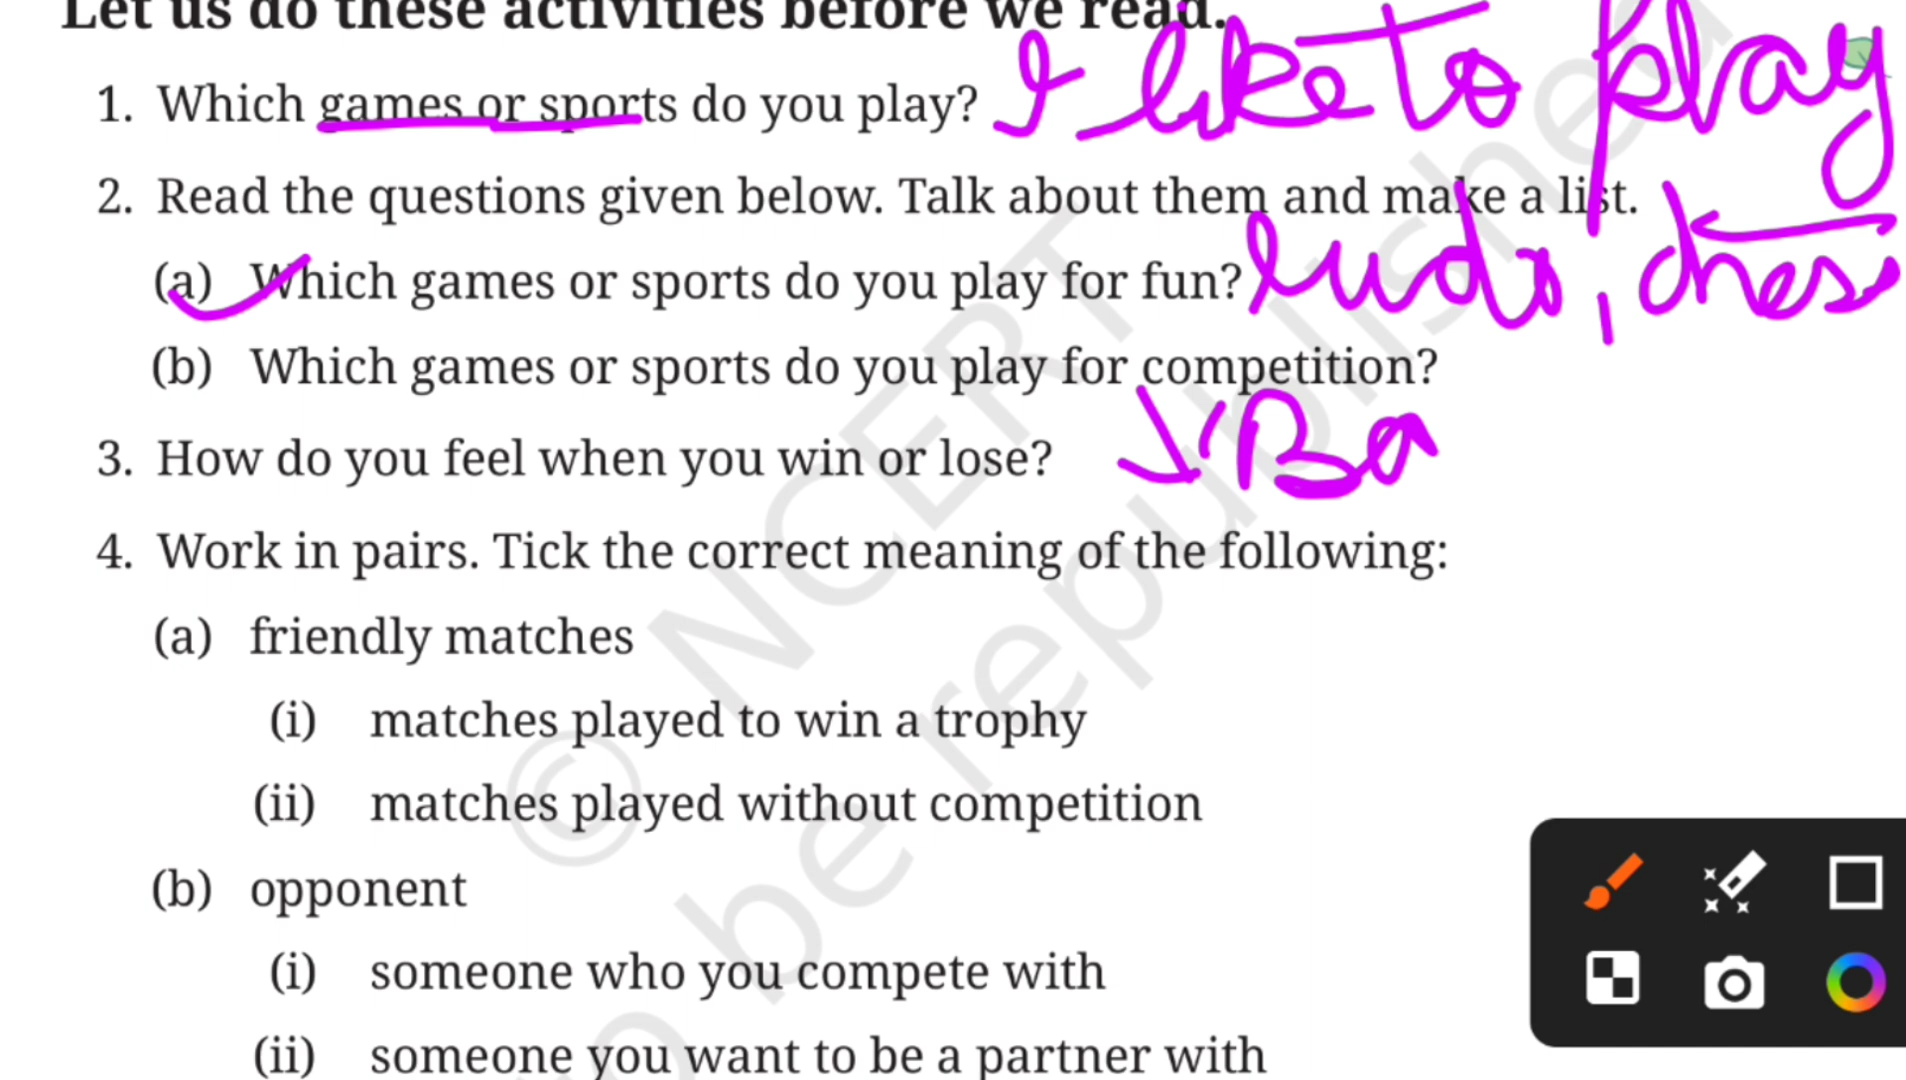 Let us do these activities before we read.
1. Which games or sports do you play? I like to play
2. Read the questions given below. Talk about them and make a list.
(a) Which games or sports do you play for fun? ludo, chess
(b) Which games or sports do you play for competition?
3. How do you feel when you win or lose?
4. Work in pairs. Tick the correct meaning of the following:
(a) friendly matches
(i) matches played to win a trophy
(ii) matches played without competition
(b) opponent
(i) someone who you compete with
(ii) someone you want to be a partner with
© NCERT
be republished